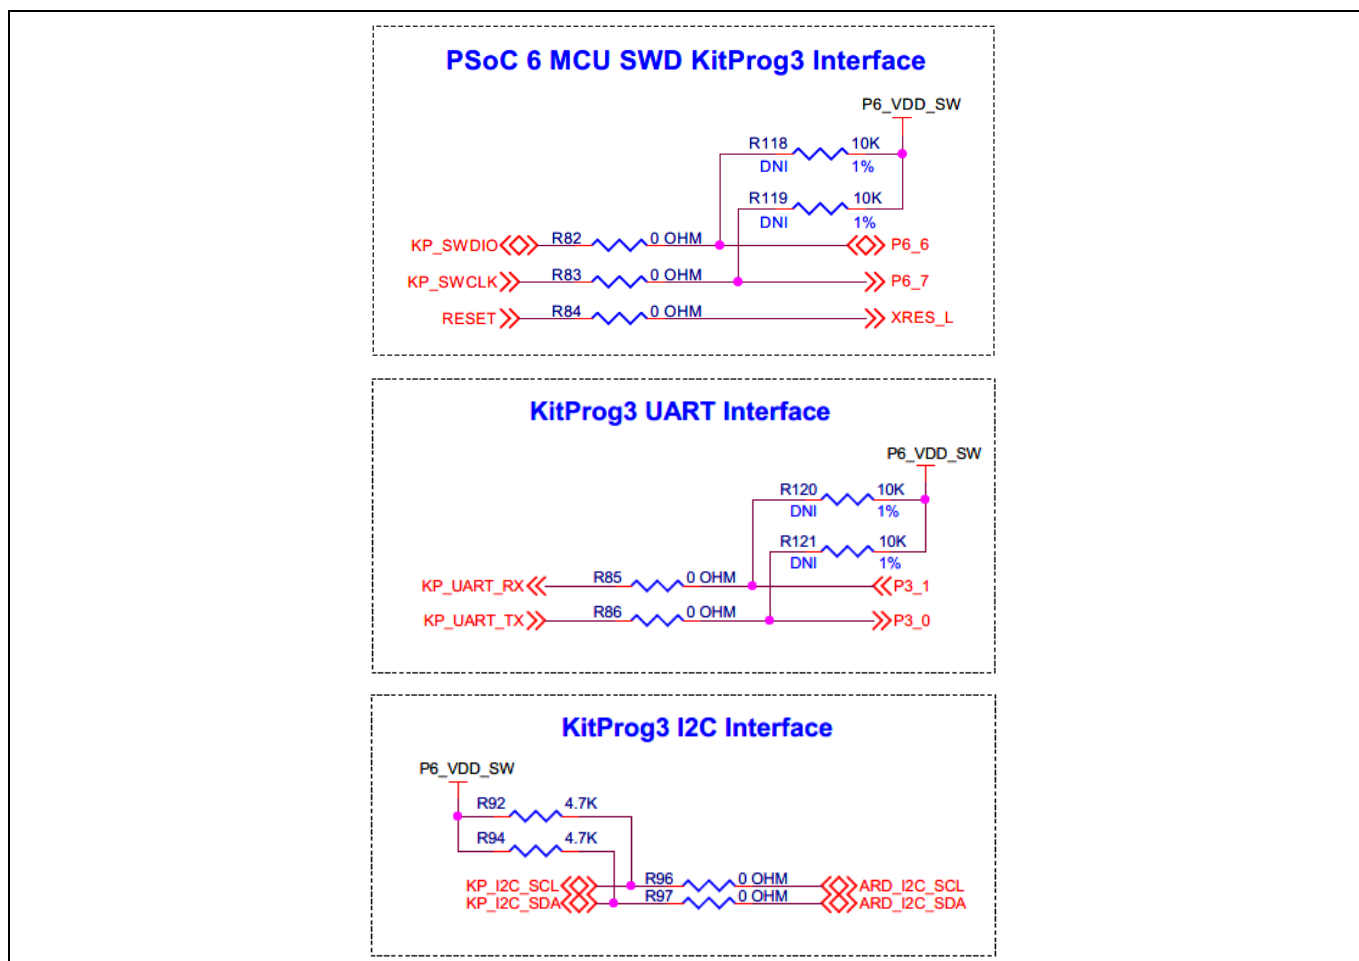 PSoC 6 MCU SWD KitProg3 Interface
P6_VDD_SW
R118 10K
DNI 1%
R119 10K
DNI 1%
KP_SWDIO R82 0 OHM P6_6
KP_SWCLK R83 0 OHM P6_7
RESET R84 0 OHM XRES_L
KitProg3 UART Interface
P6_VDD_SW
R120 10K
DNI 1%
R121 10K
DNI 1%
KP_UART_RX R85 0 OHM P3_1
KP_UART_TX R86 0 OHM P3_0
KitProg3 I2C Interface
P6_VDD_SW
R92 4.7K
R94 4.7K
KP_I2C_SCL R96 0 OHM ARD_I2C_SCL
KP_I2C_SDA R97 0 OHM ARD_I2C_SDA